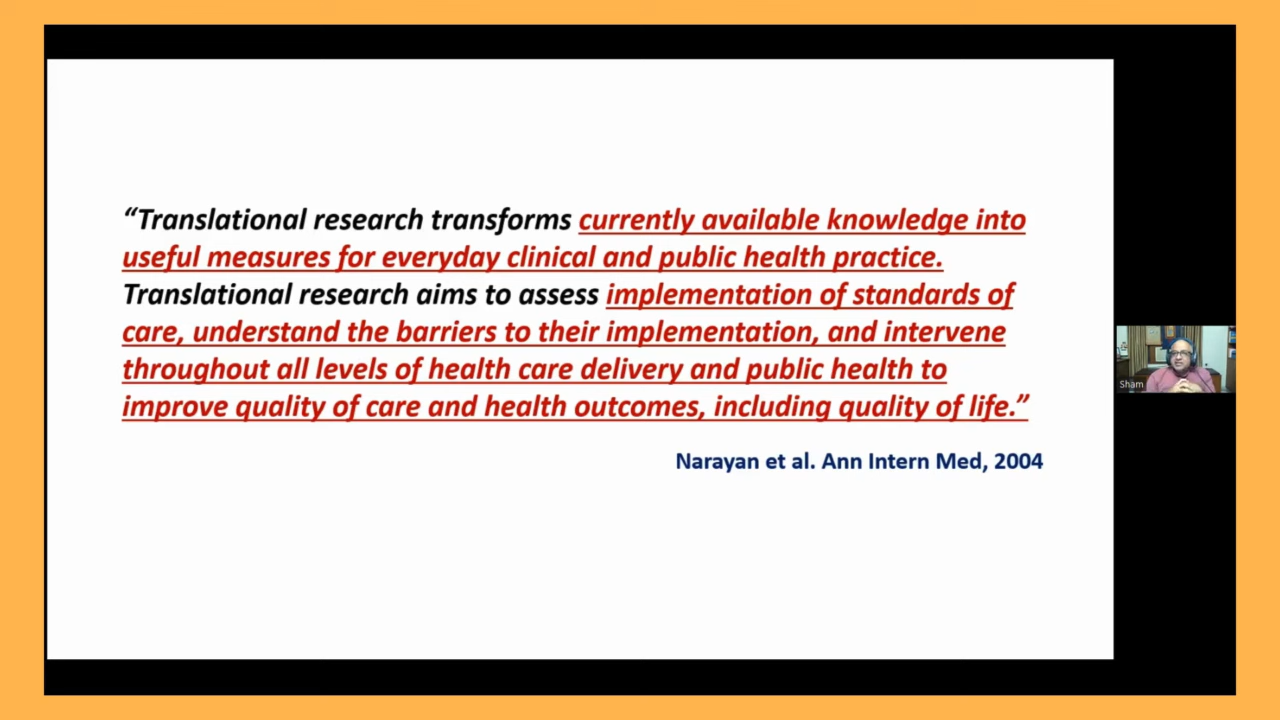 “Translational research transforms currently available knowledge into
useful measures for everyday clinical and public health practice.
Translational research aims to assess implementation of standards of
care, understand the barriers to their implementation, and intervene
throughout all levels of health care delivery and public health to
improve quality of care and health outcomes, including quality of life.”
Narayan et al. Ann Intern Med, 2004
Sham